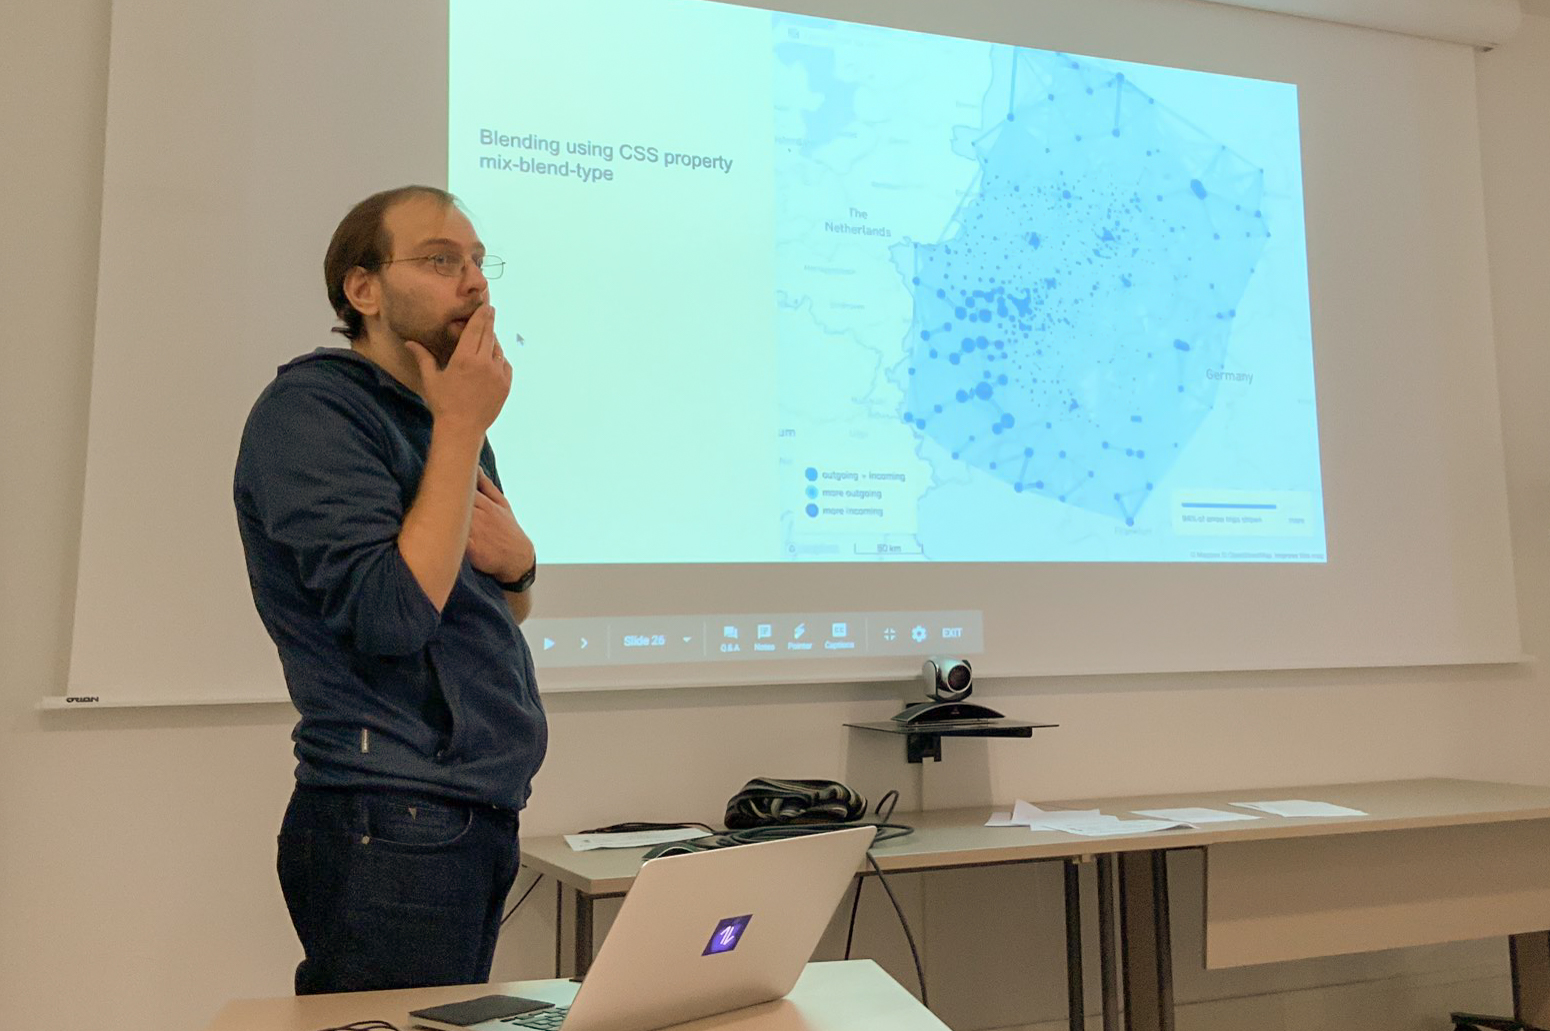 Blending using CSS property
mix-blend-type
The
Netherlands
Germany
outgoing + incoming
more outgoing
more incoming
80 km
Slide 26
Q&A
Notes
Pointer
Captions
EXIT